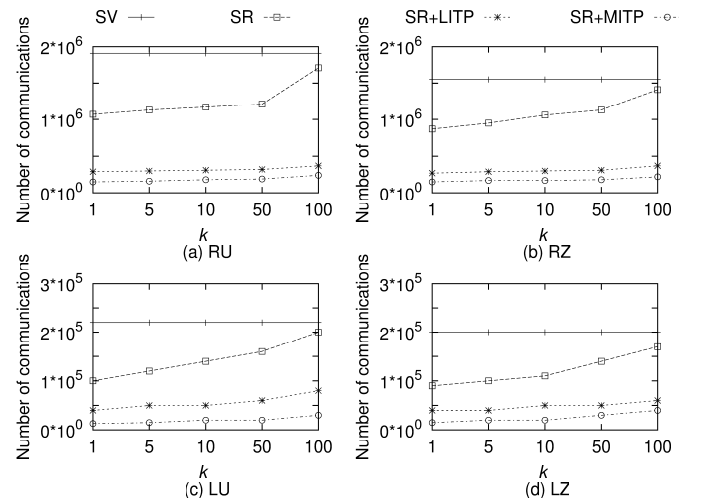 SV SR SR+LITP SR+MITP
Number of communications
2*10^6
1*10^6
0*10^0
1 5 10 50 100
k
(a) RU
Number of communications
2*10^6
1*10^6
0*10^0
1 5 10 50 100
k
(b) RZ
Number of communications
3*10^5
2*10^5
1*10^5
0*10^0
1 5 10 50 100
k
(c) LU
Number of communications
3*10^5
2*10^5
1*10^5
0*10^0
1 5 10 50 100
k
(d) LZ